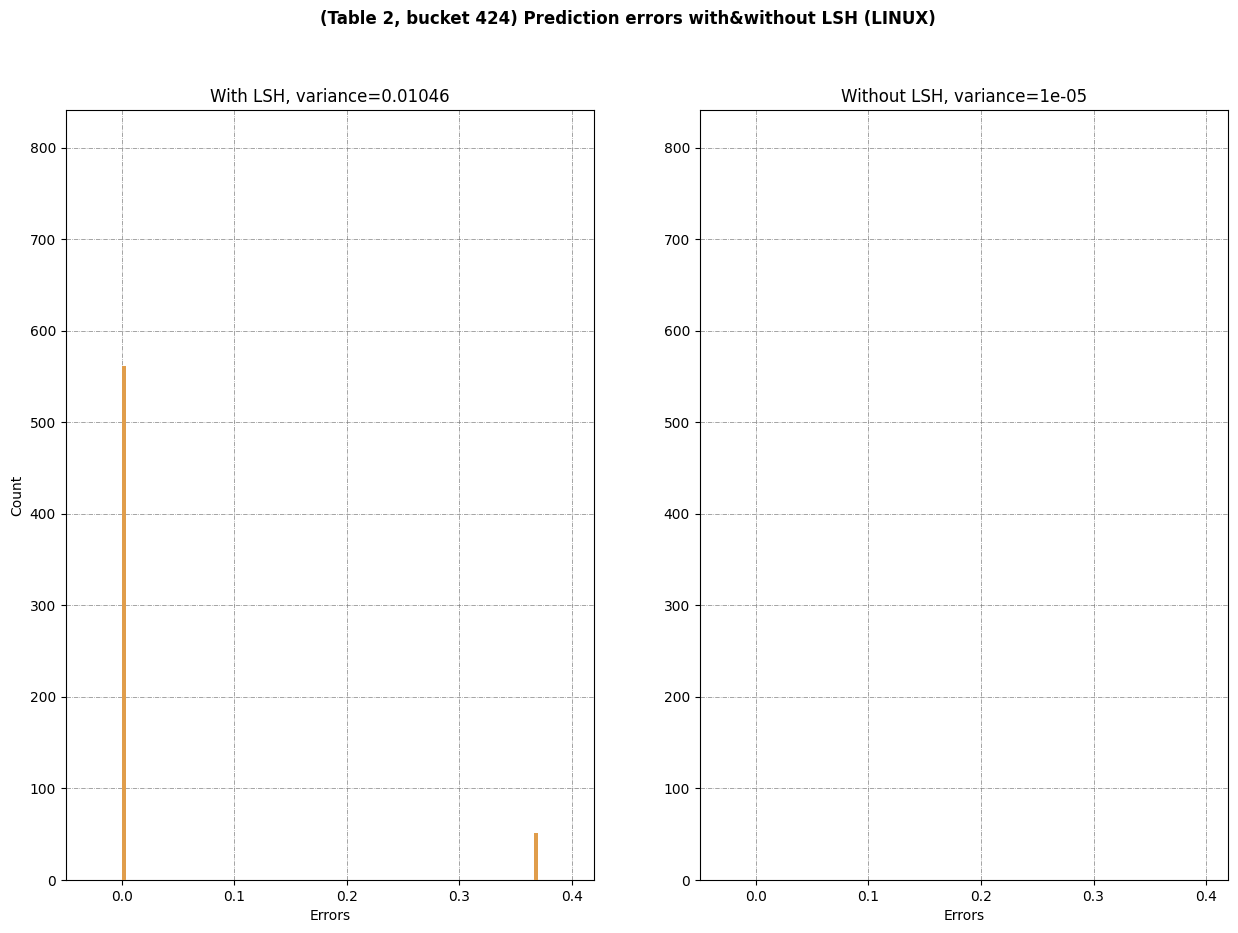 (Table 2, bucket 424) Prediction errors with&without LSH (LINUX)
With LSH, variance=0.01046
800
700
600
500
400
300
200
100
0
Count
0.0 0.1 0.2 0.3 0.4
Errors
Without LSH, variance=1e-05
800
700
600
500
400
300
200
100
0
0.0 0.1 0.2 0.3 0.4
Errors